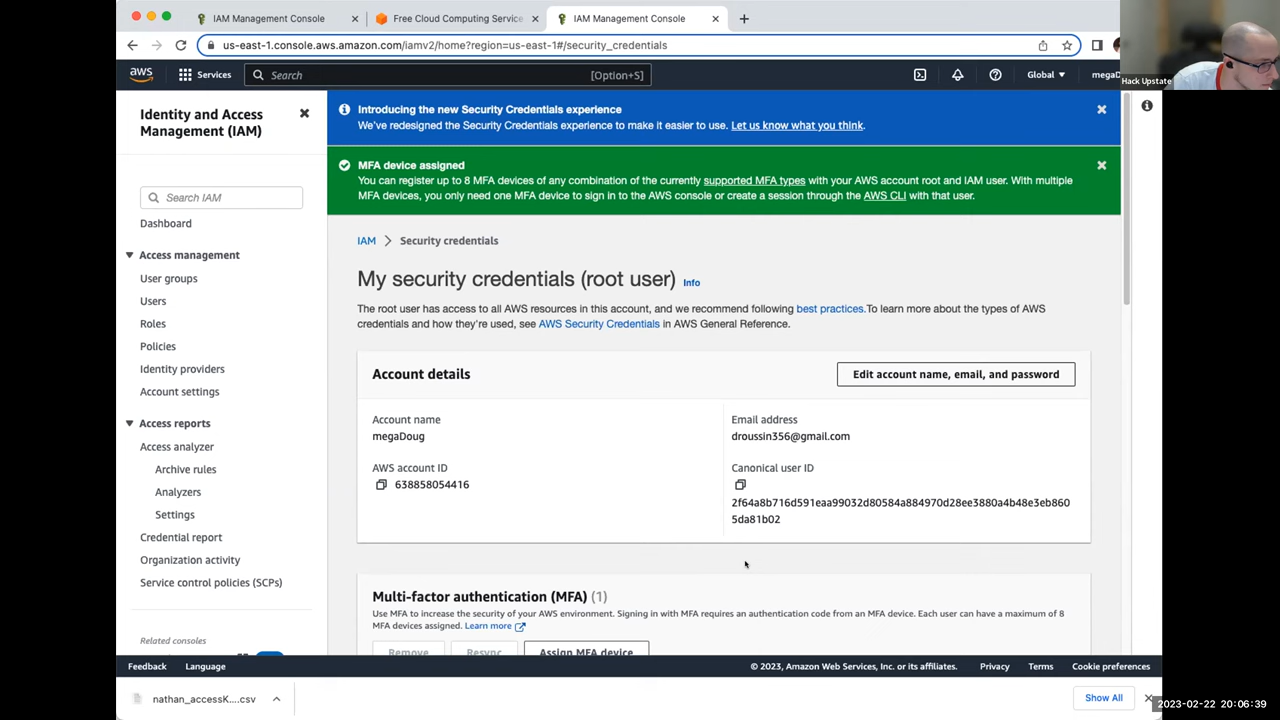 IAM Management Console
Free Cloud Computing Service
IAM Management Console
us-east-1.console.aws.amazon.com/iamv2/home?region=us-east-1#/security_credentials
aws
Services
Search
[Option+S]
Global
megaD
Hack Upstate
Identity and Access
Management (IAM)
Search IAM
Dashboard
Access management
User groups
Users
Roles
Policies
Identity providers
Account settings
Access reports
Access analyzer
Archive rules
Analyzers
Settings
Credential report
Organization activity
Service control policies (SCPs)
Related consoles
Introducing the new Security Credentials experience
We've redesigned the Security Credentials experience to make it easier to use. Let us know what you think.
MFA device assigned
You can register up to 8 MFA devices of any combination of the currently supported MFA types with your AWS account root and IAM user. With multiple
MFA devices, you only need one MFA device to sign in to the AWS console or create a session through the AWS CLI with that user.
IAM > Security credentials
My security credentials (root user) Info
The root user has access to all AWS resources in this account, and we recommend following best practices.To learn more about the types of AWS
credentials and how they're used, see AWS Security Credentials in AWS General Reference.
Account details
Edit account name, email, and password
Account name
megaDoug
Email address
droussin356@gmail.com
AWS account ID
638858054416
Canonical user ID
2f64a8b716d591eaa99032d80584a884970d28ee3880a4b48e3eb860
5da81b02
Multi-factor authentication (MFA) (1)
Use MFA to increase the security of your AWS environment. Signing in with MFA requires an authentication code from an MFA device. Each user can have a maximum of 8
MFA devices assigned. Learn more
Remove
Resync
Assign MFA device
Feedback
Language
© 2023, Amazon Web Services, Inc. or its affiliates.
Privacy
Terms
Cookie preferences
nathan_accessK....csv
Show All
2023-02-22 20:06:39